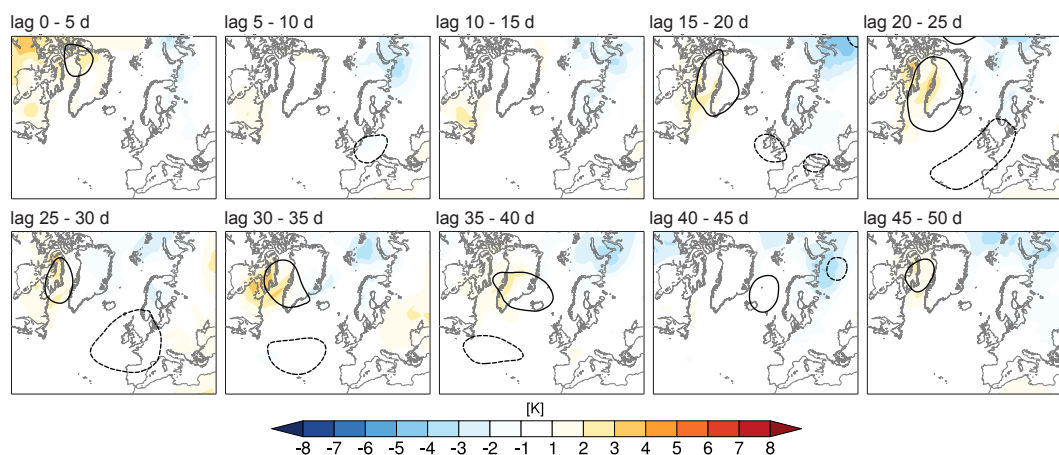 lag 0 - 5 d
lag 5 - 10 d
lag 10 - 15 d
lag 15 - 20 d
lag 20 - 25 d
lag 25 - 30 d
lag 30 - 35 d
lag 35 - 40 d
lag 40 - 45 d
lag 45 - 50 d
[K]
-8 -7 -6 -5 -4 -3 -2 -1 1 2 3 4 5 6 7 8